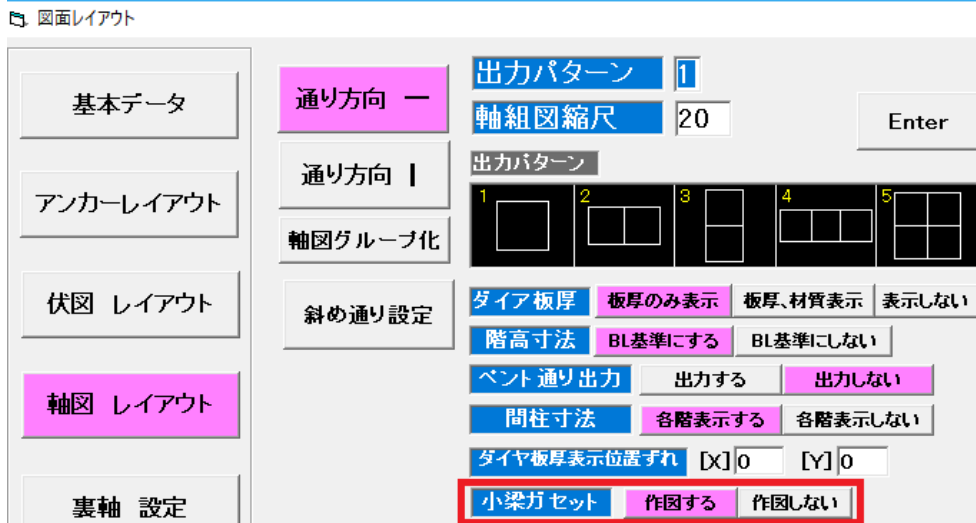 図面レイアウト
基本データ
アンカーレイアウト
伏図 レイアウト
軸図 レイアウト
裏軸 設定
通り方向 ー
通り方向 |
軸図グループ化
斜め通り設定
出力パターン 1
軸組図縮尺 20
Enter
出力パターン
1 2 3 4 5
ダイア板厚 板厚のみ表示 板厚、材質表示 表示しない
階高寸法 BL基準にする BL基準にしない
ベント通り出力 出力する 出力しない
間柱寸法 各階表示する 各階表示しない
ダイヤ板厚表示位置ずれ [X] 0 [Y] 0
小梁ガセット 作図する 作図しない